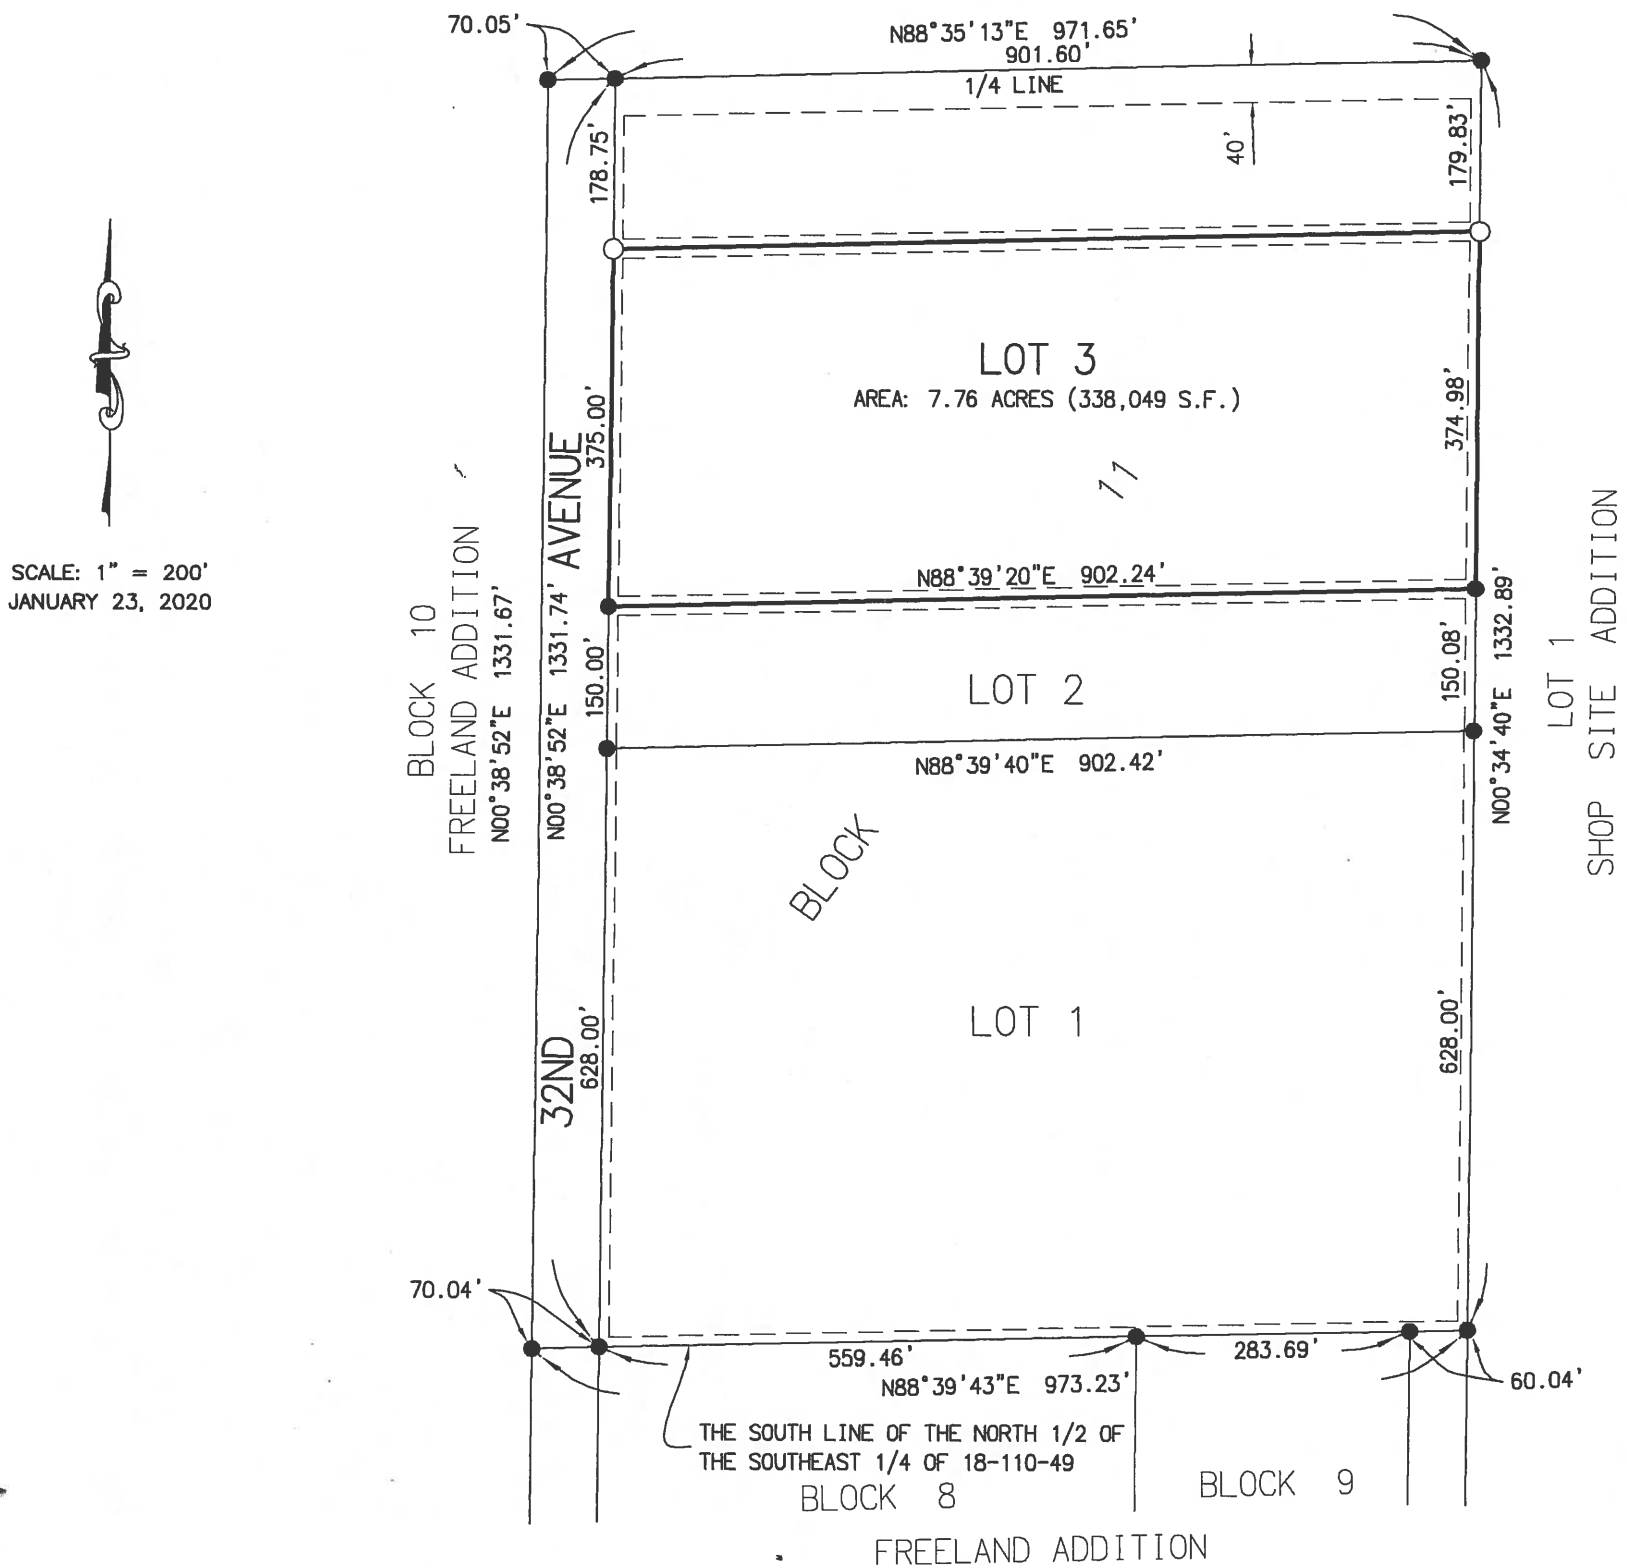 70.05'
N88°35'13"E 971.65'
901.60'
1/4 LINE
178.75'
40'
179.83'
LOT 3
AREA: 7.76 ACRES (338,049 S.F.)
375.00'
374.98'
11
SCALE: 1" = 200'
JANUARY 23, 2020
BLOCK 10
FREELAND ADDITION
N00°38'52"E 1331.67'
N00°38'52"E 1331.74'
32ND AVENUE
N88°39'20"E 902.24'
150.00'
LOT 2
150.08'
N00°34'40"E 1332.89'
LOT 1
SHOP SITE ADDITION
N88°39'40"E 902.42'
BLOCK
LOT 1
628.00'
628.00'
70.04'
559.46'
283.69'
N88°39'43"E 973.23'
60.04'
THE SOUTH LINE OF THE NORTH 1/2 OF
THE SOUTHEAST 1/4 OF 18-110-49
BLOCK 8
BLOCK 9
FREELAND ADDITION